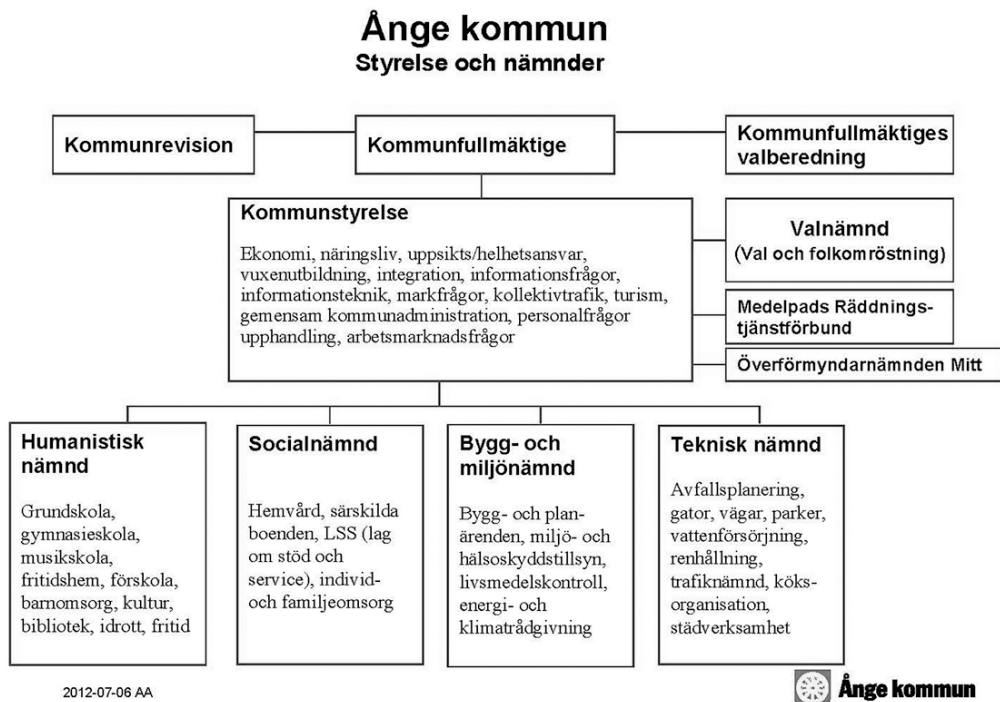 Ånge kommun
Styrelse och nämnder
Kommunrevision
Kommunfullmäktige
Kommunfullmäktiges
valberedning
Kommunstyrelse
Ekonomi, näringsliv, uppsikts/helhetsansvar,
vuxenutbildning, integration, informationsfrågor,
informationsteknik, markfrågor, kollektivtrafik, turism,
gemensam kommunadministration, personalfrågor
upphandling, arbetsmarknadsfrågor
Valnämnd
(Val och folkomröstning)
Medelpads Räddnings-
tjänstförbund
Överförmyndarnämnden Mitt
Humanistisk
nämnd
Grundskola,
gymnasieskola,
musikskola,
fritidshem, förskola,
barnomsorg, kultur,
bibliotek, idrott, fritid
Socialnämnd
Hemvård, särskilda
boenden, LSS (lag
om stöd och
service), individ-
och familjeomsorg
Bygg- och
miljönämnd
Bygg- och plan-
ärenden, miljö- och
hälsoskyddstillsyn,
livsmedelskontroll,
energi- och
klimatrådgivning
Teknisk nämnd
Avfallsplanering,
gator, vägar, parker,
vattenförsörjning,
renhållning,
trafiknämnd, köks-
organisation,
städverksamhet
2012-07-06 AA
Ånge kommun